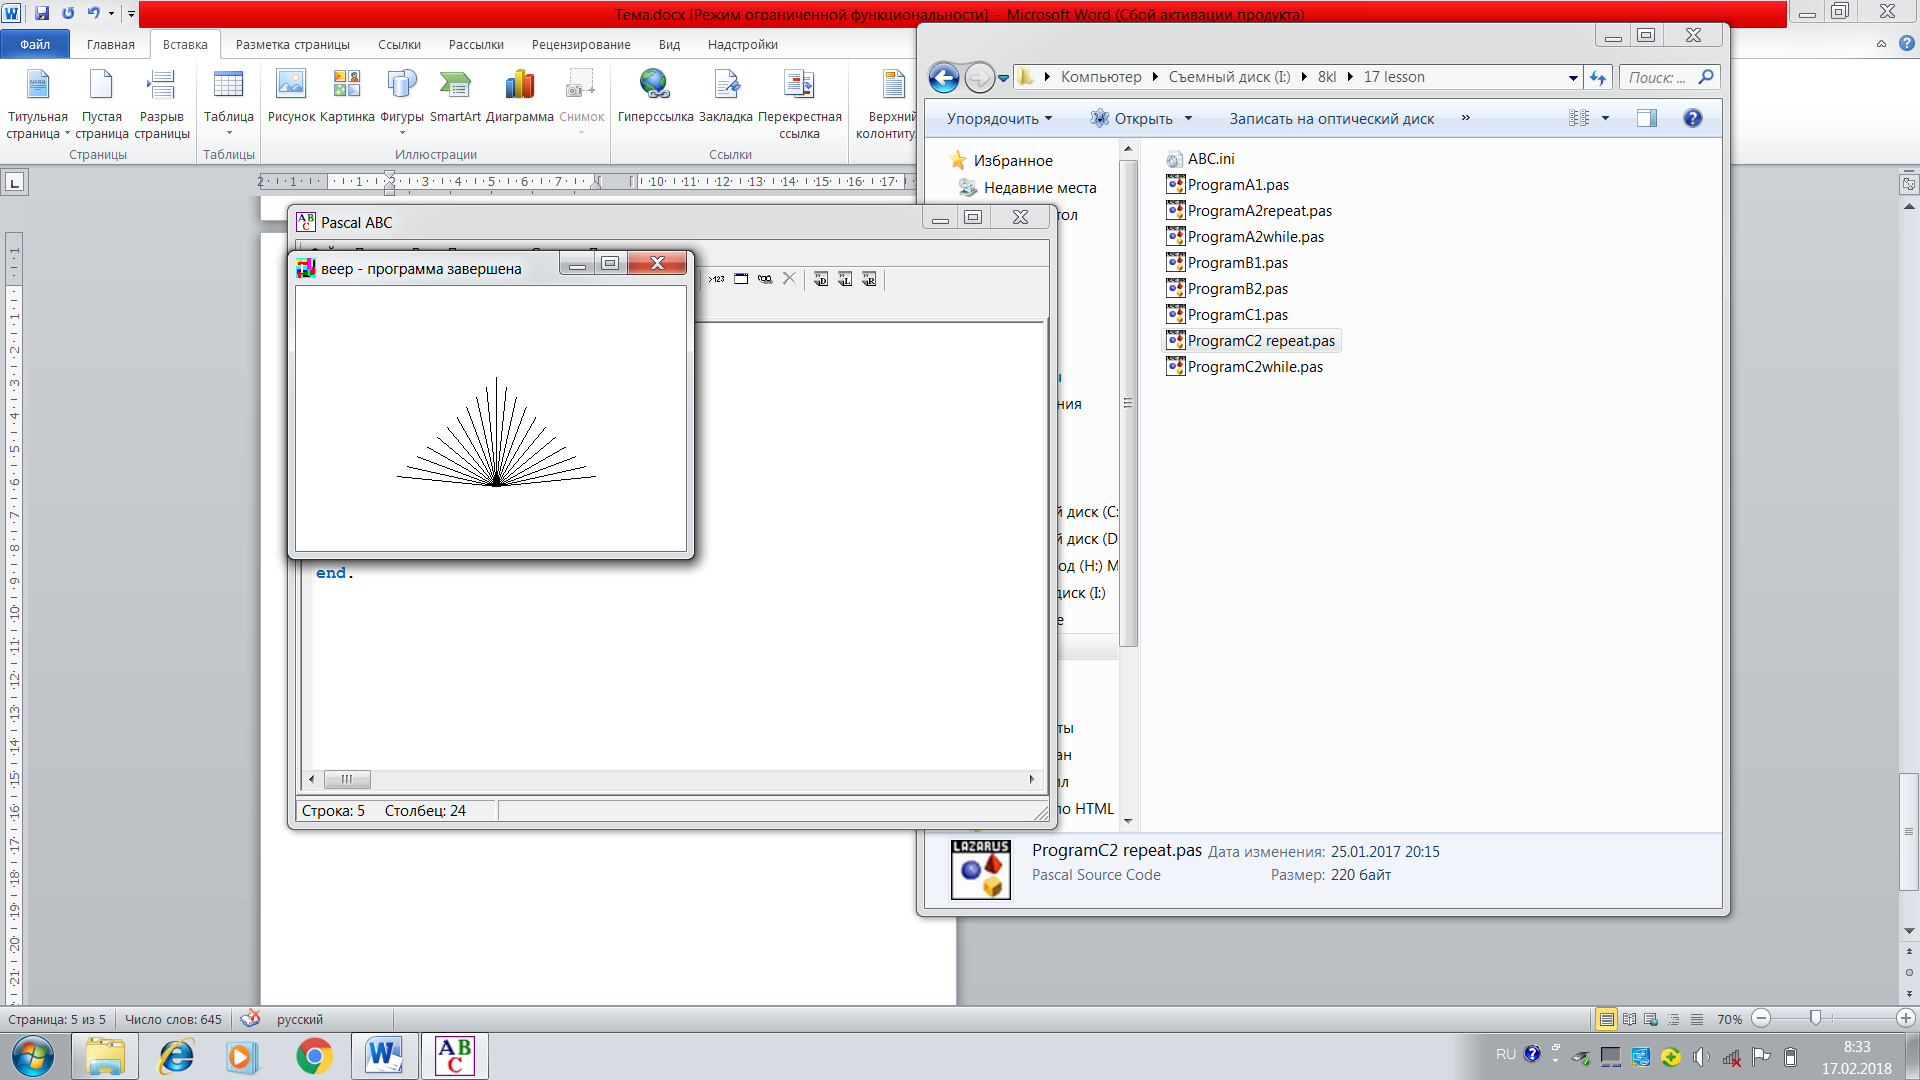 Тема.docx [Режим ограниченной функциональности] - Microsoft Word (Сбой активации продукта)
Файл Главная Вставка Разметка страницы Ссылки Рассылки Рецензирование Вид Надстройки
Титульная страница
Пустая страница
Разрыв страницы
Таблица
Рисунок
Картинка
Фигуры
SmartArt
Диаграмма
Снимок
Гиперссылка
Закладка
Перекрестная ссылка
Верхний
Страницы
Таблицы
Иллюстрации
Ссылки
Компьютер
Съемный диск (I:)
8kl
17 lesson
Поиск: ...
Упорядочить
Открыть
Записать на оптический диск
»
Избранное
Недавние места
диск (C:
диск (D
(H:) М
диск (I:)
HTML
ABC.ini
ProgramA1.pas
ProgramA2repeat.pas
ProgramA2while.pas
ProgramB1.pas
ProgramB2.pas
ProgramC1.pas
ProgramC2 repeat.pas
ProgramC2while.pas
ProgramC2 repeat.pas Дата изменения: 25.01.2017 20:15
Pascal Source Code Размер: 220 байт
LAZARUS
Pascal ABC
веер - программа завершена
end.
Строка: 5 Столбец: 24
Страница: 5 из 5 Число слов: 645 русский
70%
RU
8:33
17.02.2018